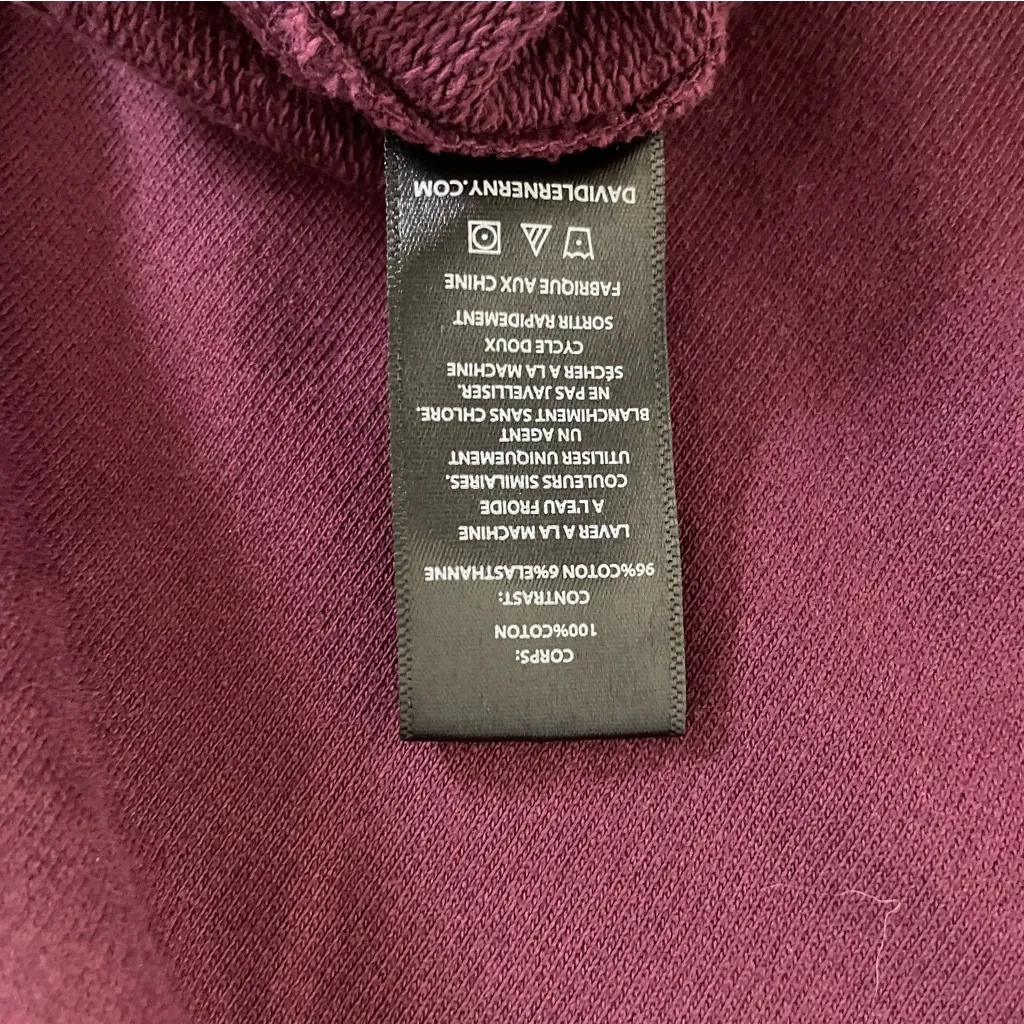 CORPS:
100%COTON
CONTRAST:
96%COTON 6%ELASTHANNE
LAVER A LA MACHINE
A L'EAU FROIDE
COULEURS SIMILAIRES.
UTILISER UNIQUEMENT
UN AGENT
BLANCHIMENT SANS CHLORE.
NE PAS JAVELLISER.
SÉCHER A LA MACHINE
CYCLE DOUX
SORTIR RAPIDEMENT
FABRIQUE AUX CHINE
DAVIDLERNERNY.COM